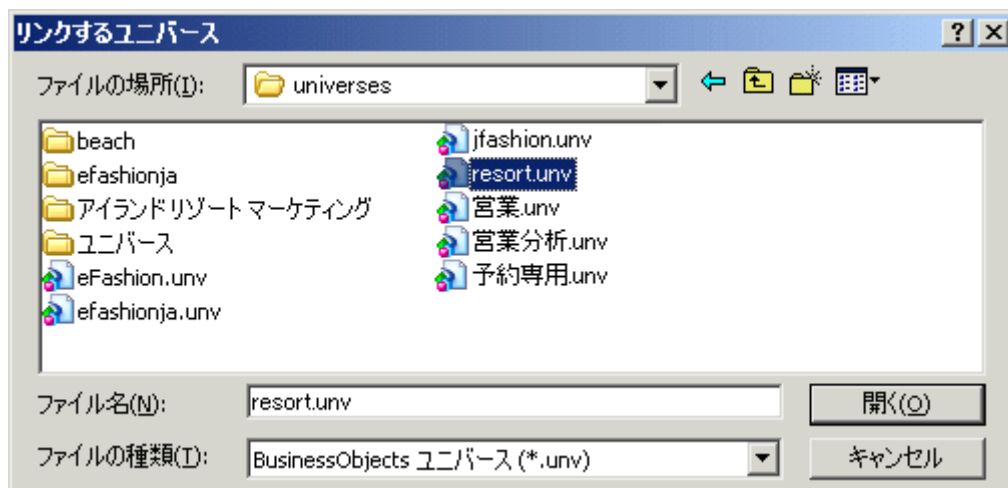 リンクするユニバース
ファイルの場所(I): universes
beach
efashionja
アイランドリゾート マーケティング
ユニバース
eFashion.unv
efashionja.unv
jfashion.unv
resort.unv
営業.unv
営業分析.unv
予約専用.unv
ファイル名(N): resort.unv 開く(O)
ファイルの種類(T): BusinessObjects ユニバース (*.unv) キャンセル